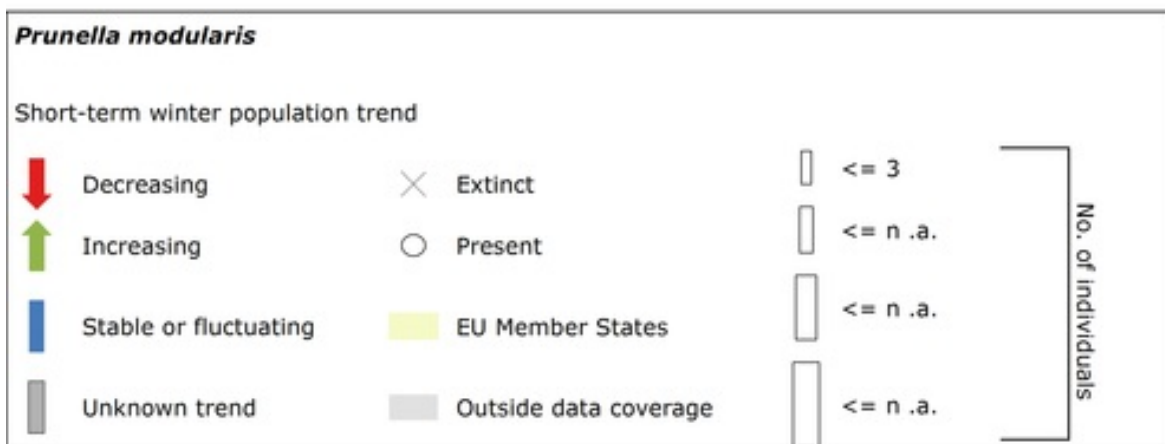 Prunella modularis
Short-term winter population trend
Decreasing
Extinct
<= 3
Increasing
Present
<= n .a.
Stable or fluctuating
EU Member States
<= n .a.
Unknown trend
Outside data coverage
<= n .a.
No. of individuals